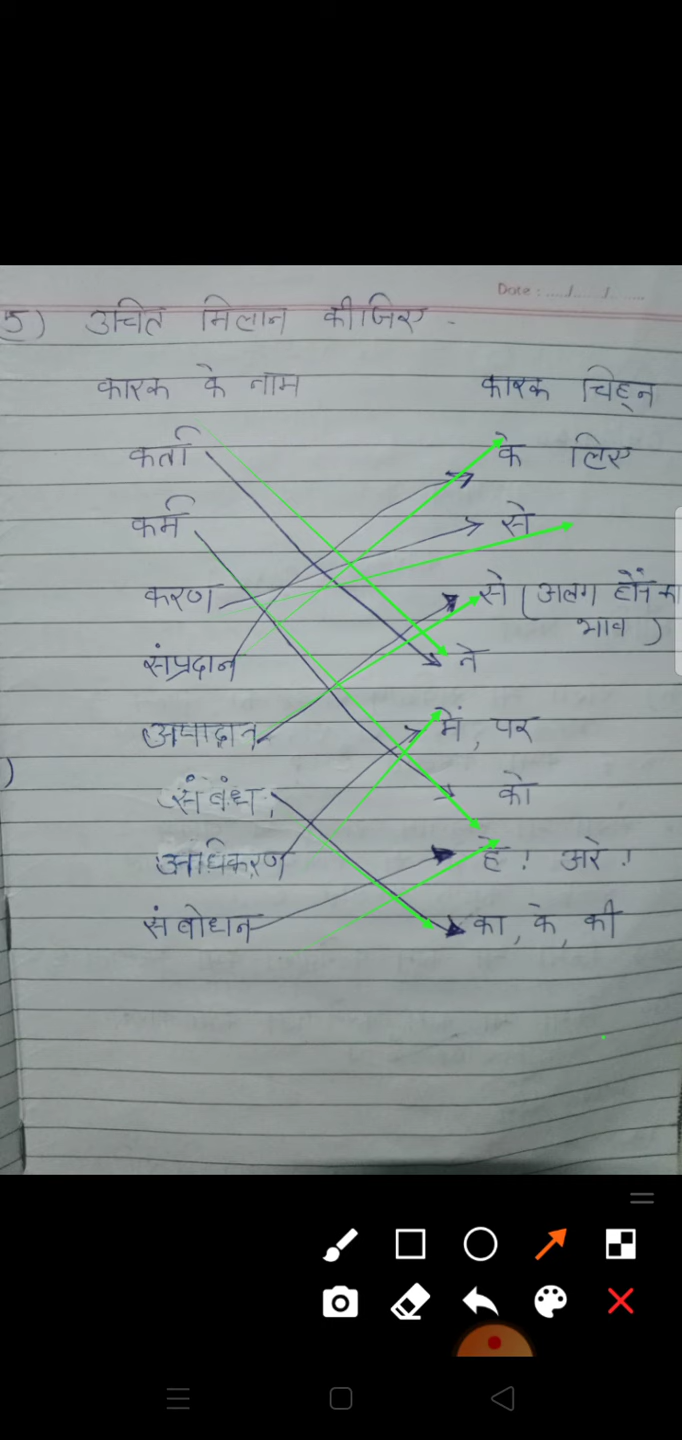 Date : ..../..../......
5) उचित मिलान कीजिए -
कारक के नाम कारक चिह्न
कर्ता के लिए
कर्म से
करण से (अलग होने का भाव)
संप्रदान ने
अपादान में, पर
) संबंध, को
अधिकरण हे! अरे!
संबोधन का, के, की